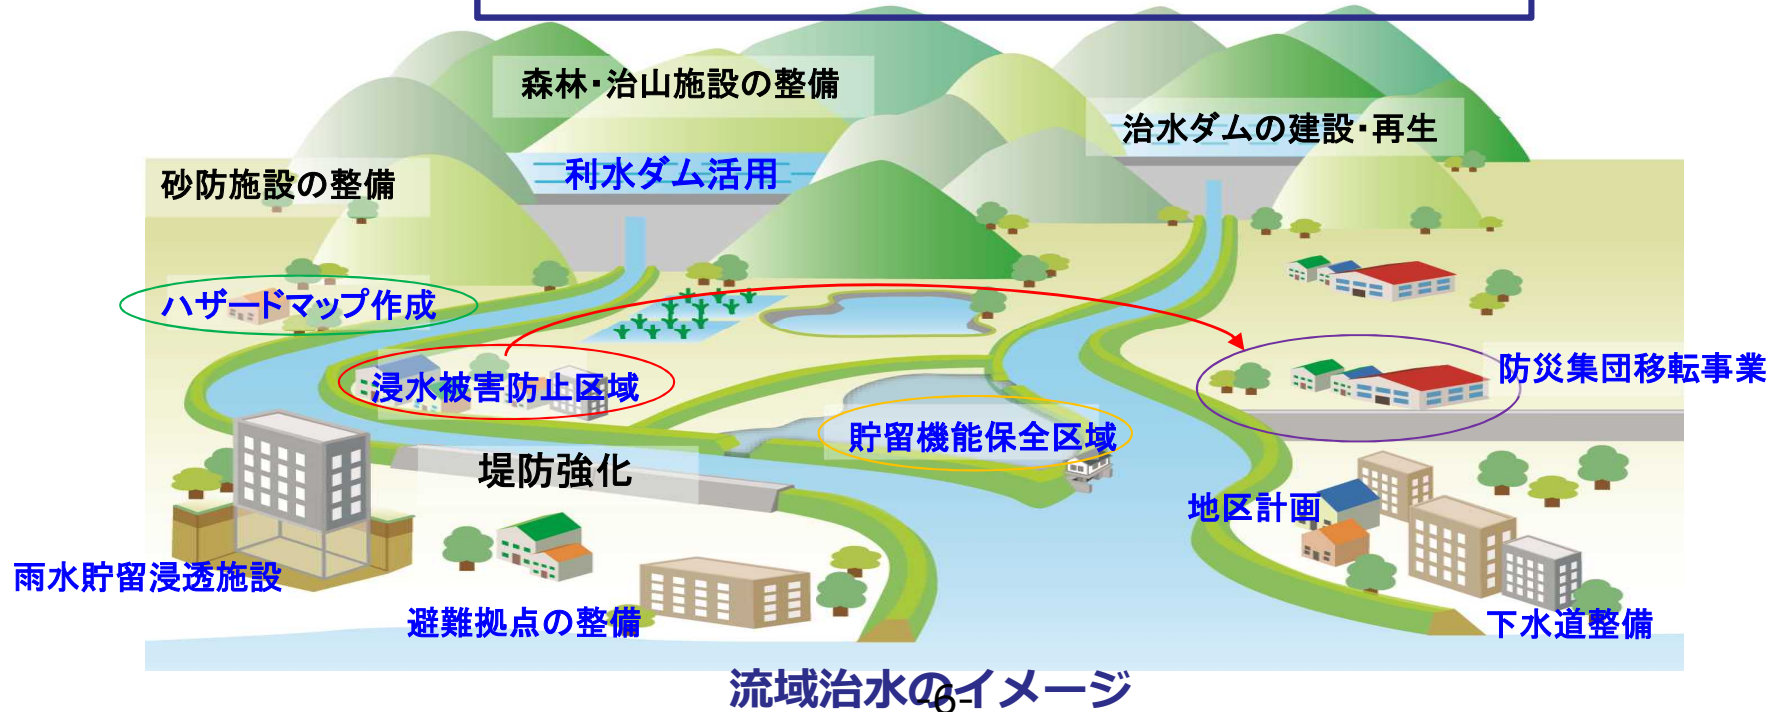 森林・治山施設の整備
治水ダムの建設・再生
利水ダム活用
砂防施設の整備
ハザードマップ作成
浸水被害防止区域
防災集団移転事業
貯留機能保全区域
堤防強化
地区計画
雨水貯留浸透施設
避難拠点の整備
下水道整備
流域治水のイメージ
-6-